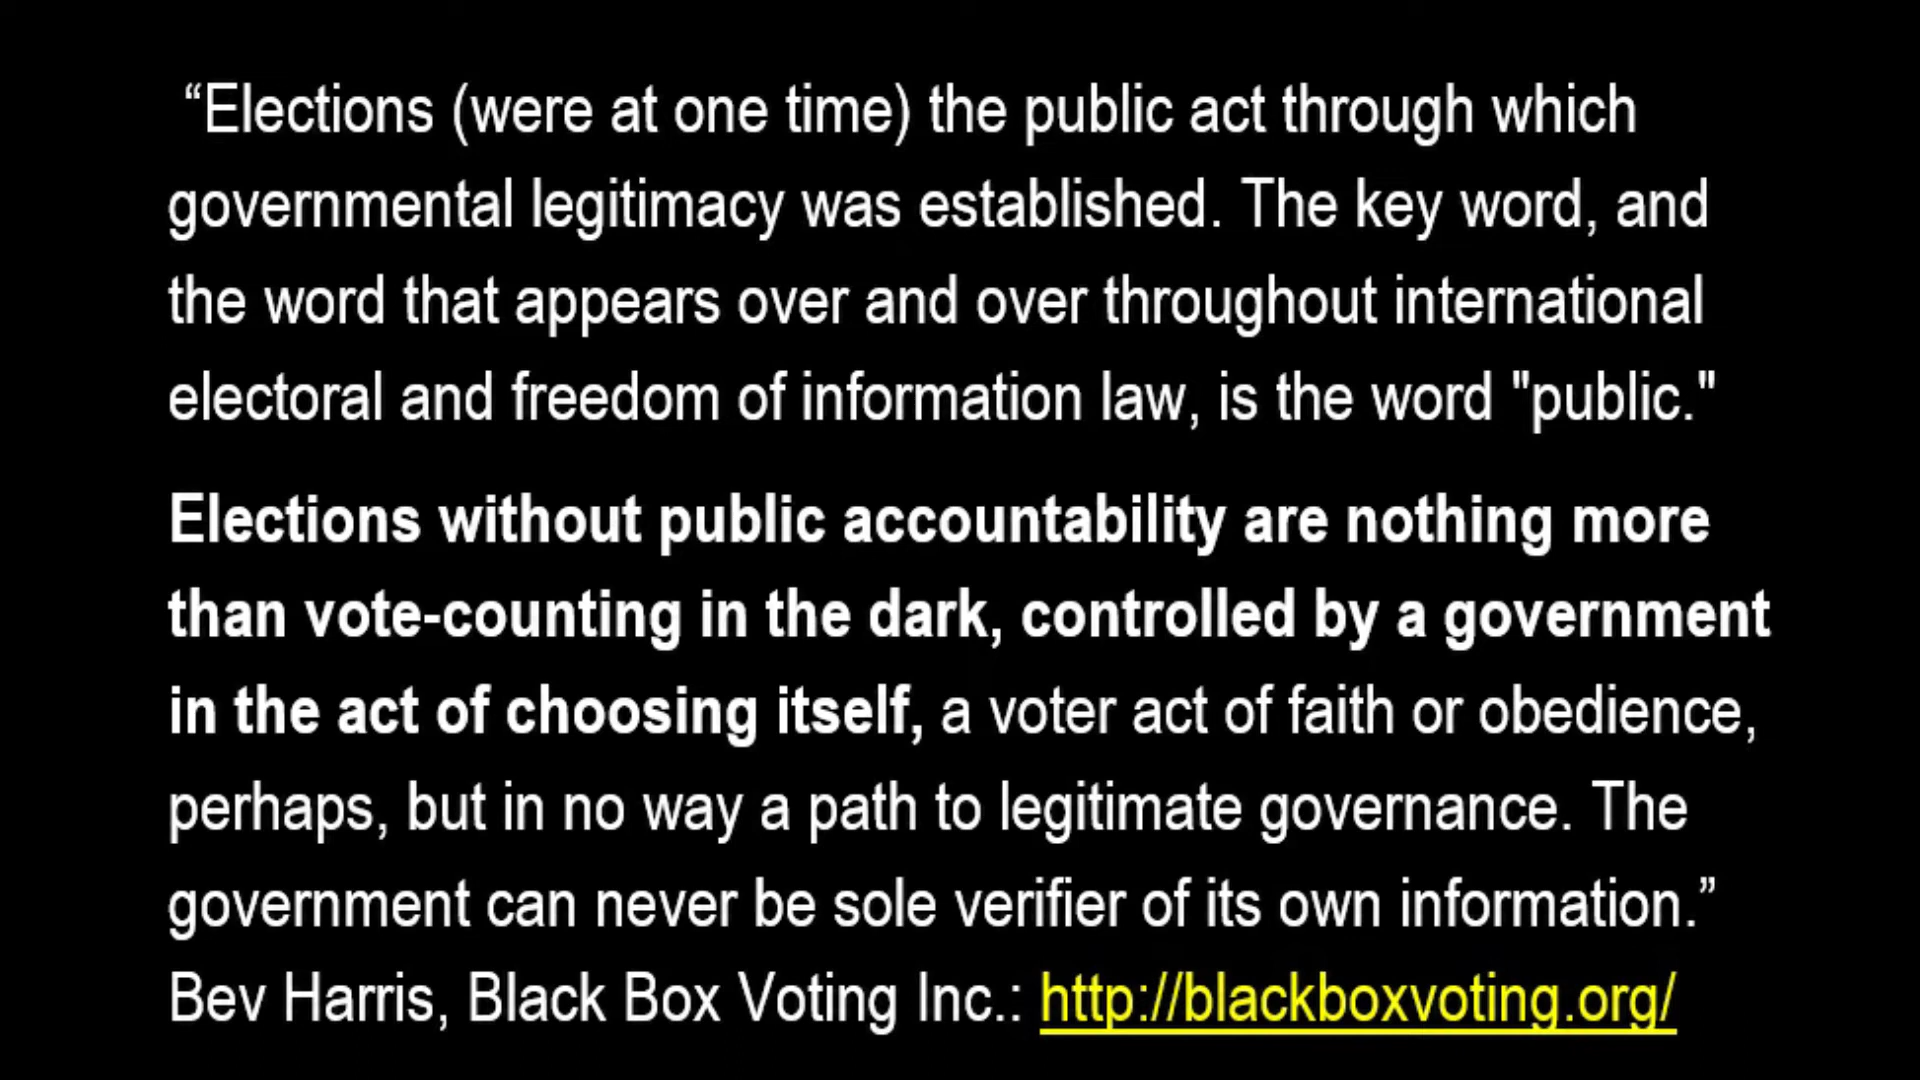 “Elections (were at one time) the public act through which
governmental legitimacy was established. The key word, and
the word that appears over and over throughout international
electoral and freedom of information law, is the word "public."
Elections without public accountability are nothing more
than vote-counting in the dark, controlled by a government
in the act of choosing itself, a voter act of faith or obedience,
perhaps, but in no way a path to legitimate governance. The
government can never be sole verifier of its own information.”
Bev Harris, Black Box Voting Inc.: http://blackboxvoting.org/